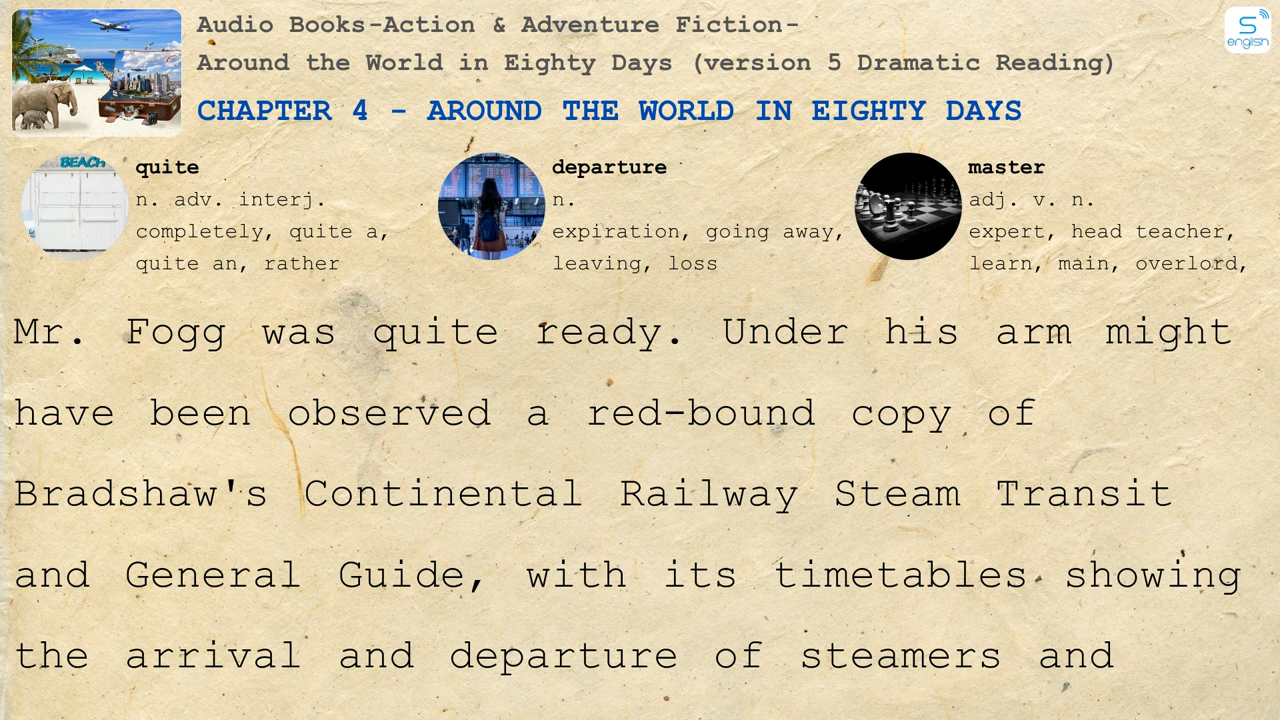 Audio Books-Action & Adventure Fiction-
Around the World in Eighty Days (version 5 Dramatic Reading)
S
english
CHAPTER 4 - AROUND THE WORLD IN EIGHTY DAYS
BEACH
quite
n. adv. interj.
completely, quite a,
quite an, rather
departure
n.
expiration, going away,
leaving, loss
master
adj. v. n.
expert, head teacher,
learn, main, overlord,
Mr. Fogg was quite ready. Under his arm might
have been observed a red-bound copy of
Bradshaw's Continental Railway Steam Transit
and General Guide, with its timetables showing
the arrival and departure of steamers and